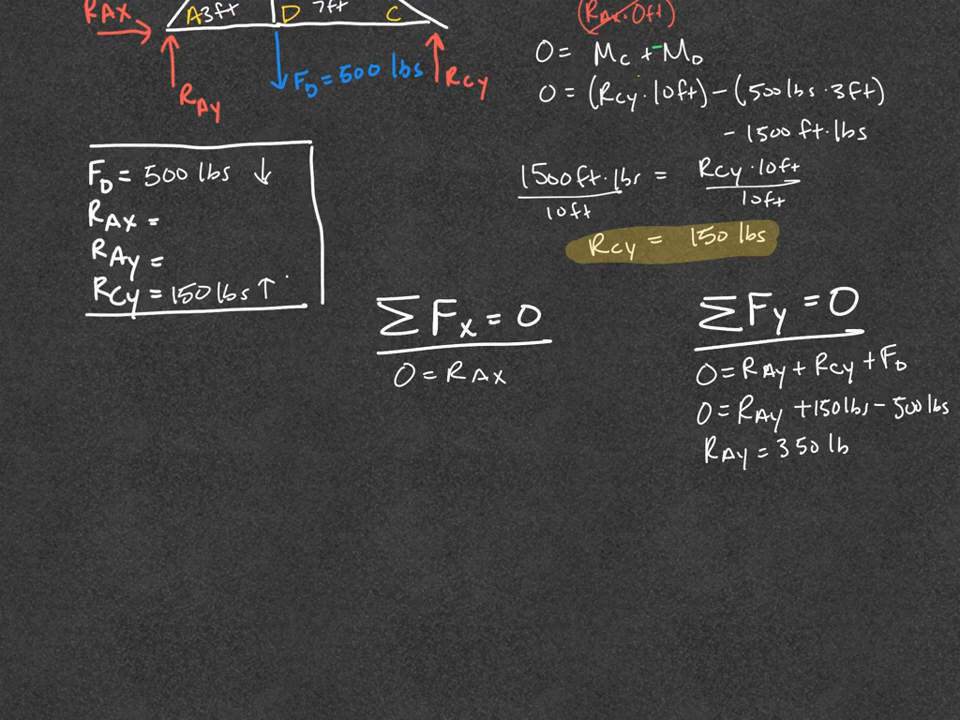 RAX
A 3ft D 7ft C
RAY
FD = 500 lbs
RCY
(RAX · 0ft)
0 = MC + -MD
0 = (RCY · 10ft) - (500 lbs · 3ft)
- 1500 ft·lbs
1500 ft·lbs = RCY · 10ft
10ft 10ft
RCY = 150 lbs
FD = 500 lbs ↓
RAX =
RAY =
RCY = 150 lbs ↑
ΣFX = 0
0 = RAX
ΣFY = 0
0 = RAY + RCY + FD
0 = RAY + 150 lbs - 500 lbs
RAY = 350 lb